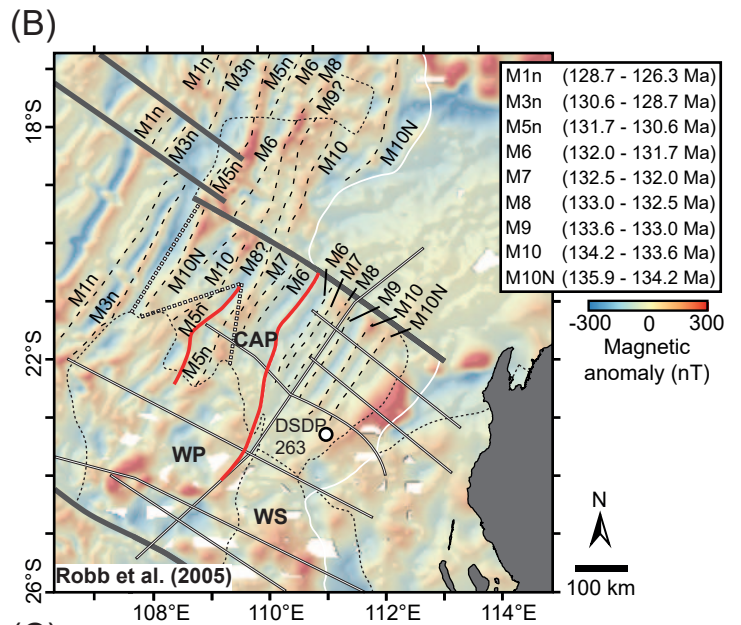 (B)
M1n
M3n
M5n
M6
M8
M9?
M10N
M10
M1n
M3n
M5n
M6
M1n (128.7 - 126.3 Ma)
M3n (130.6 - 128.7 Ma)
M5n (131.7 - 130.6 Ma)
M6 (132.0 - 131.7 Ma)
M7 (132.5 - 132.0 Ma)
M8 (133.0 - 132.5 Ma)
M9 (133.6 - 133.0 Ma)
M10 (134.2 - 133.6 Ma)
M10N (135.9 - 134.2 Ma)
-300 0 300
Magnetic
anomaly (nT)
18°S
22°S
26°S
M1n
M3n
M10N
M10
M8?
M7
M6
M6
M7
M8
M9
M10
M10N
M5n
M5n
CAP
DSDP
263
WP
WS
N
100 km
Robb et al. (2005)
108°E
110°E
112°E
114°E